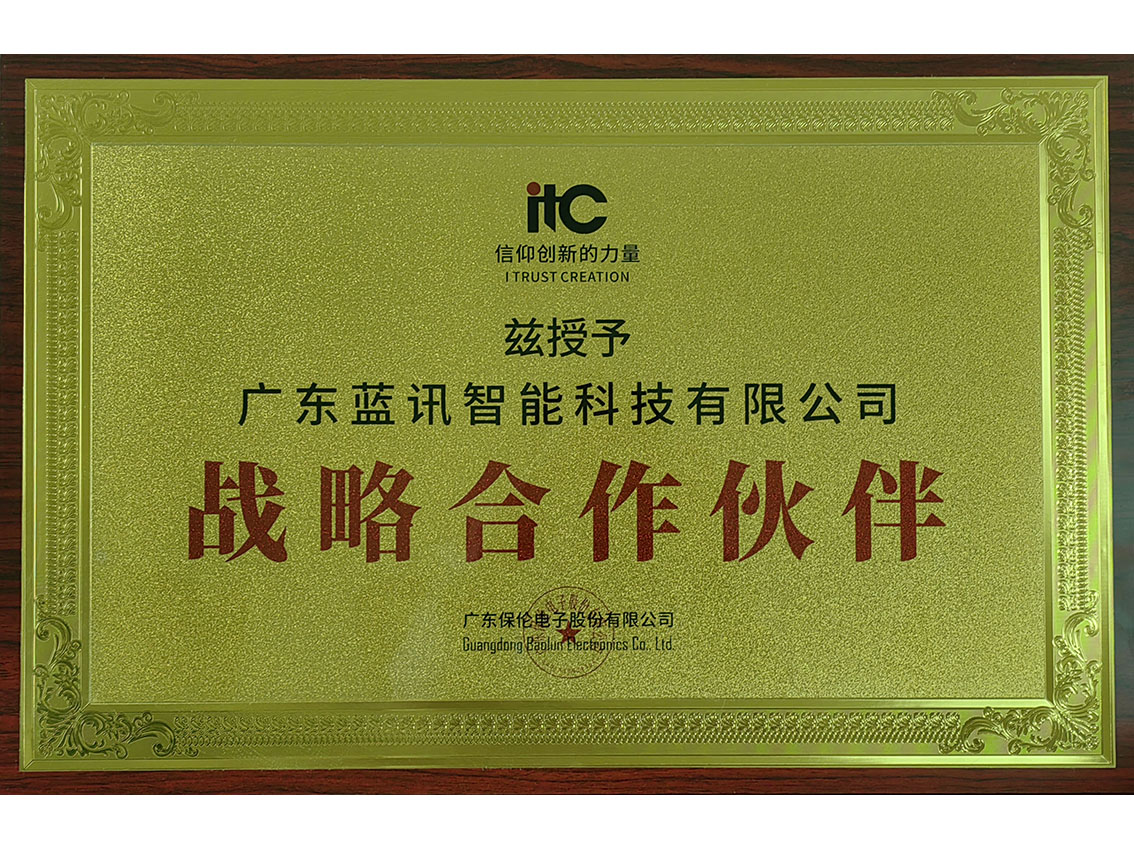 itc
信仰创新的力量
I TRUST CREATION
兹授予
广东蓝讯智能科技有限公司
战略合作伙伴
广东保伦电子股份有限公司
Guangdong Baolun Electronics Co., Ltd.